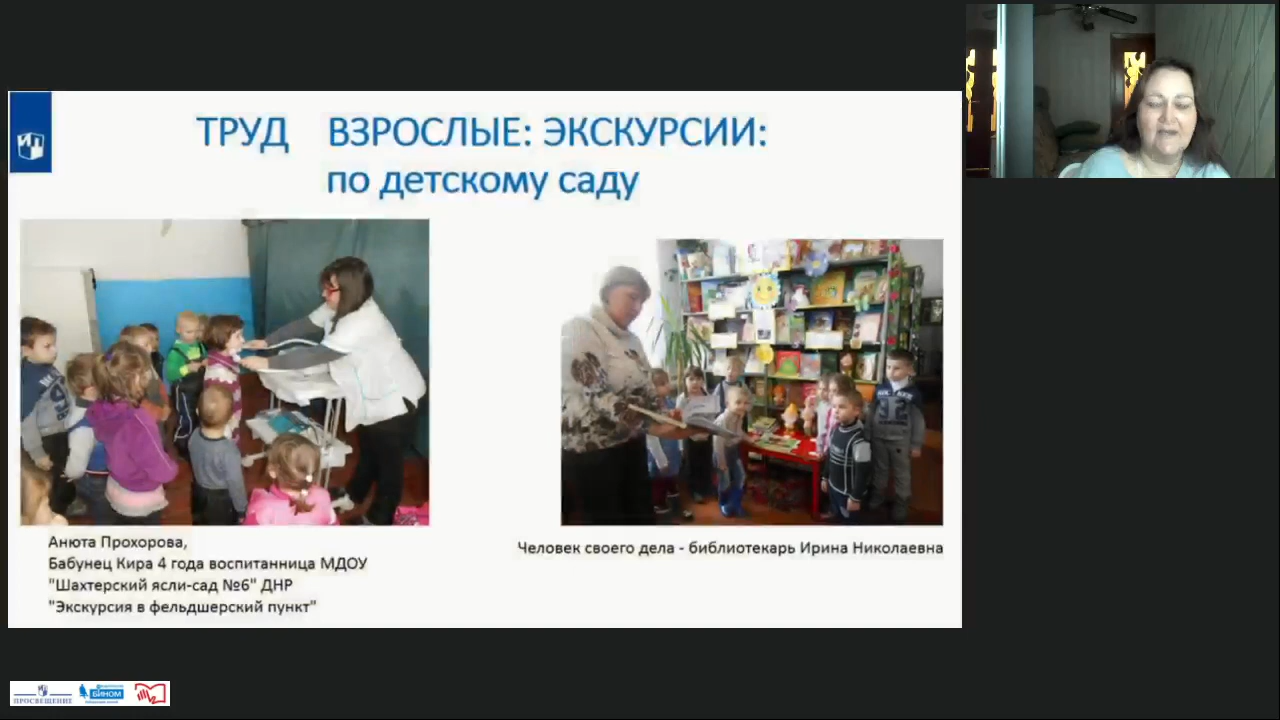 ТРУД ВЗРОСЛЫЕ: ЭКСКУРСИИ:
по детскому саду
Анюта Прохорова,
Бабунец Кира 4 года воспитанница МДОУ
"Шахтерский ясли-сад №6" ДНР
"Экскурсия в фельдшерский пункт"
Человек своего дела - библиотекарь Ирина Николаевна
ПРОСВЕЩЕНИЕ
БИНОМ